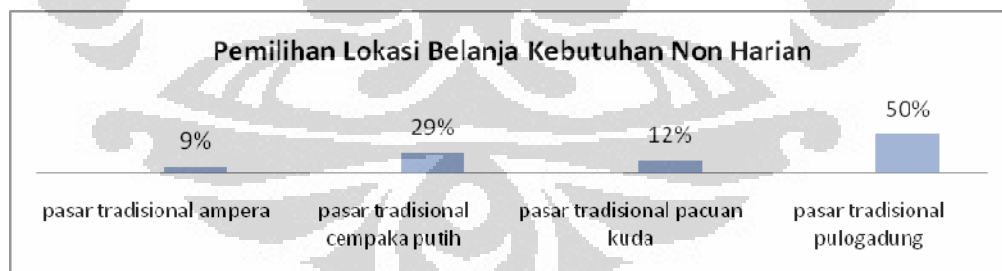 Pemilihan Lokasi Belanja Kebutuhan Non Harian
9%
29%
12%
50%
pasar tradisional ampera
pasar tradisional
cempaka putih
pasar tradisional pacuan
kuda
pasar tradisional
pulogadung